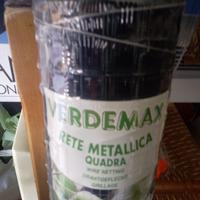 VERDEMAX
RETE METALLICA
QUADRA
WIRE NETTING
DRAHTGEFLECHT
GRILLAGE